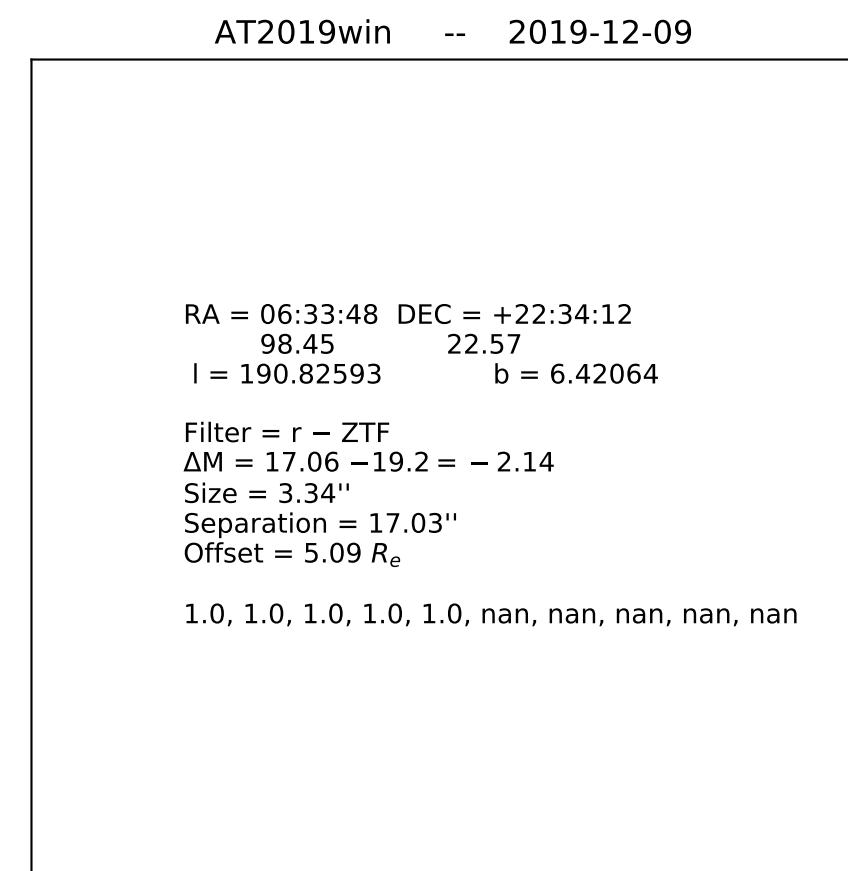 AT2019win -- 2019-12-09
RA = 06:33:48 DEC = +22:34:12
98.45 22.57
l = 190.82593 b = 6.42064
Filter = r − ZTF
ΔM = 17.06 −19.2 = − 2.14
Size = 3.34''
Separation = 17.03''
Offset = 5.09 Rₑ
1.0, 1.0, 1.0, 1.0, 1.0, nan, nan, nan, nan, nan